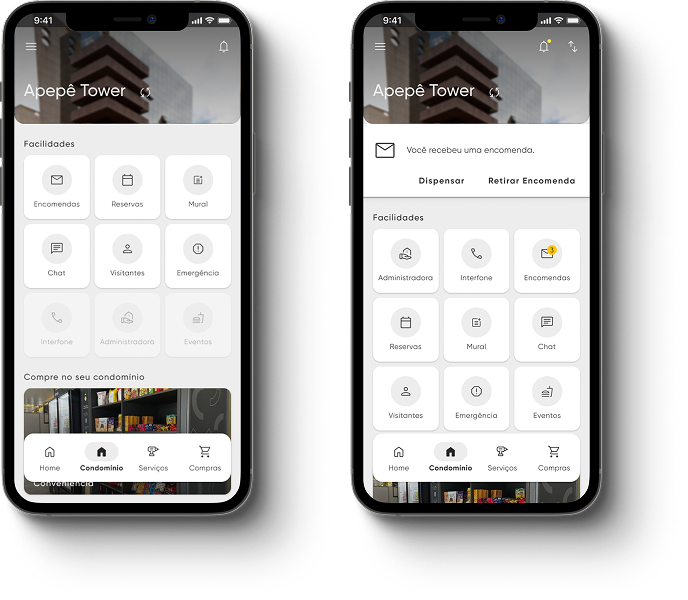 9:41
Apepê Tower
Facilidades
Encomendas
Reservas
Mural
Chat
Visitantes
Emergência
Interfone
Administradora
Eventos
Compre no seu condomínio
Conveniência
Home
Condomínio
Serviços
Compras
9:41
Apepê Tower
Você recebeu uma encomenda.
Dispensar
Retirar Encomenda
Facilidades
Administradora
Interfone
3
Encomendas
Reservas
Mural
Chat
Visitantes
Emergência
Eventos
Home
Condomínio
Serviços
Compras